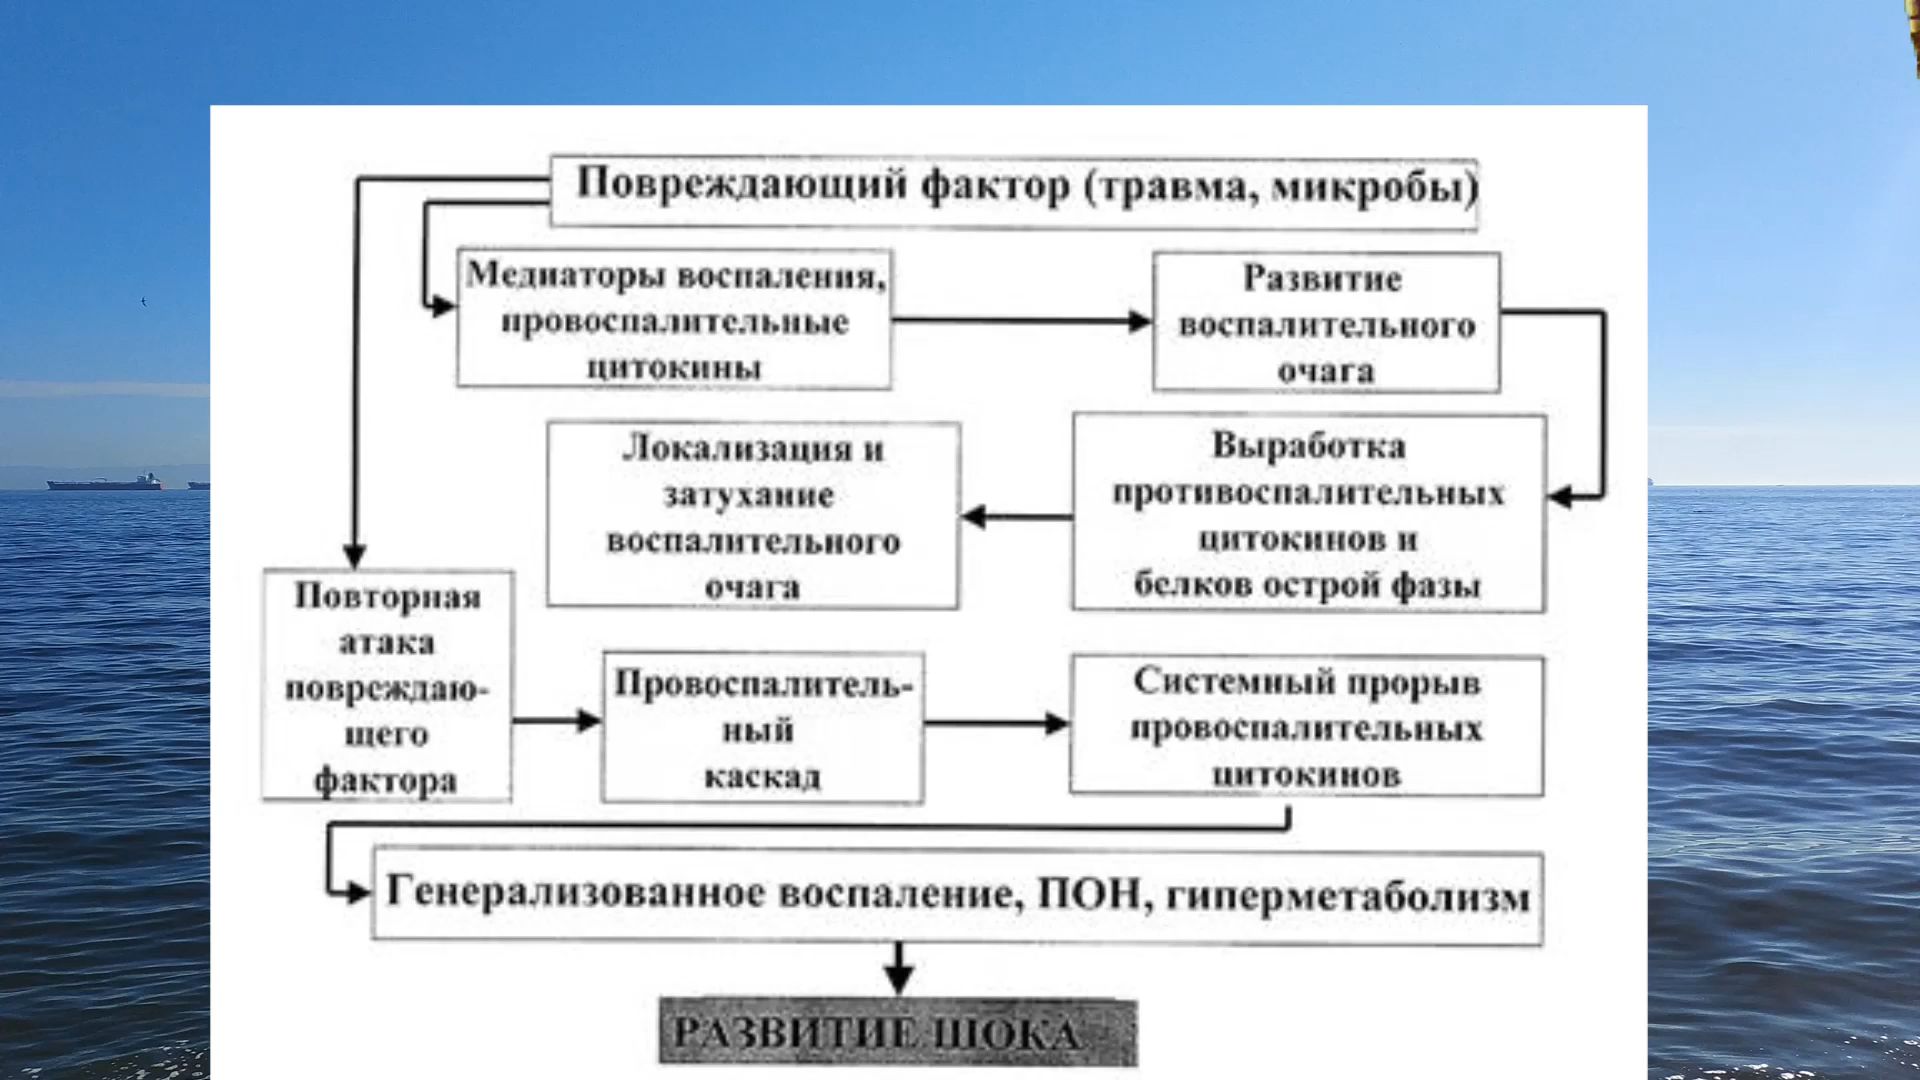 Повреждающий фактор (травма, микробы)
Медиаторы воспаления,
провоспалительные
цитокины
Развитие
воспалительного
очага
Выработка
противоспалительных
цитокинов и
белков острой фазы
Локализация и
затухание
воспалительного
очага
Повторная
атака
повреждаю-
щего
фактора
Провоспалитель-
ный
каскад
Системный прорыв
провоспалительных
цитокинов
Генерализованное воспаление, ПОН, гиперметаболизм
РАЗВИТИЕ ШОКА